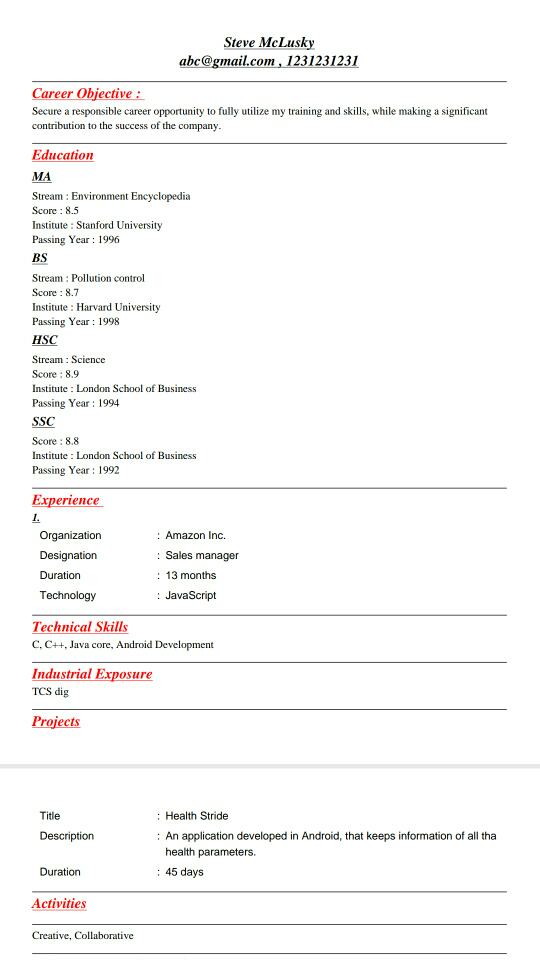 Steve McLusky
abc@gmail.com , 1231231231
Career Objective :
Secure a responsible career opportunity to fully utilize my training and skills, while making a significant
contribution to the success of the company.
Education
MA
Stream : Environment Encyclopedia
Score : 8.5
Institute : Stanford University
Passing Year : 1996
BS
Stream : Pollution control
Score : 8.7
Institute : Harvard University
Passing Year : 1998
HSC
Stream : Science
Score : 8.9
Institute : London School of Business
Passing Year : 1994
SSC
Score : 8.8
Institute : London School of Business
Passing Year : 1992
Experience
1.
Organization : Amazon Inc.
Designation : Sales manager
Duration : 13 months
Technology : JavaScript
Technical Skills
C, C++, Java core, Android Development
Industrial Exposure
TCS dig
Projects
Title : Health Stride
Description : An application developed in Android, that keeps information of all tha
health parameters.
Duration : 45 days
Activities
Creative, Collaborative